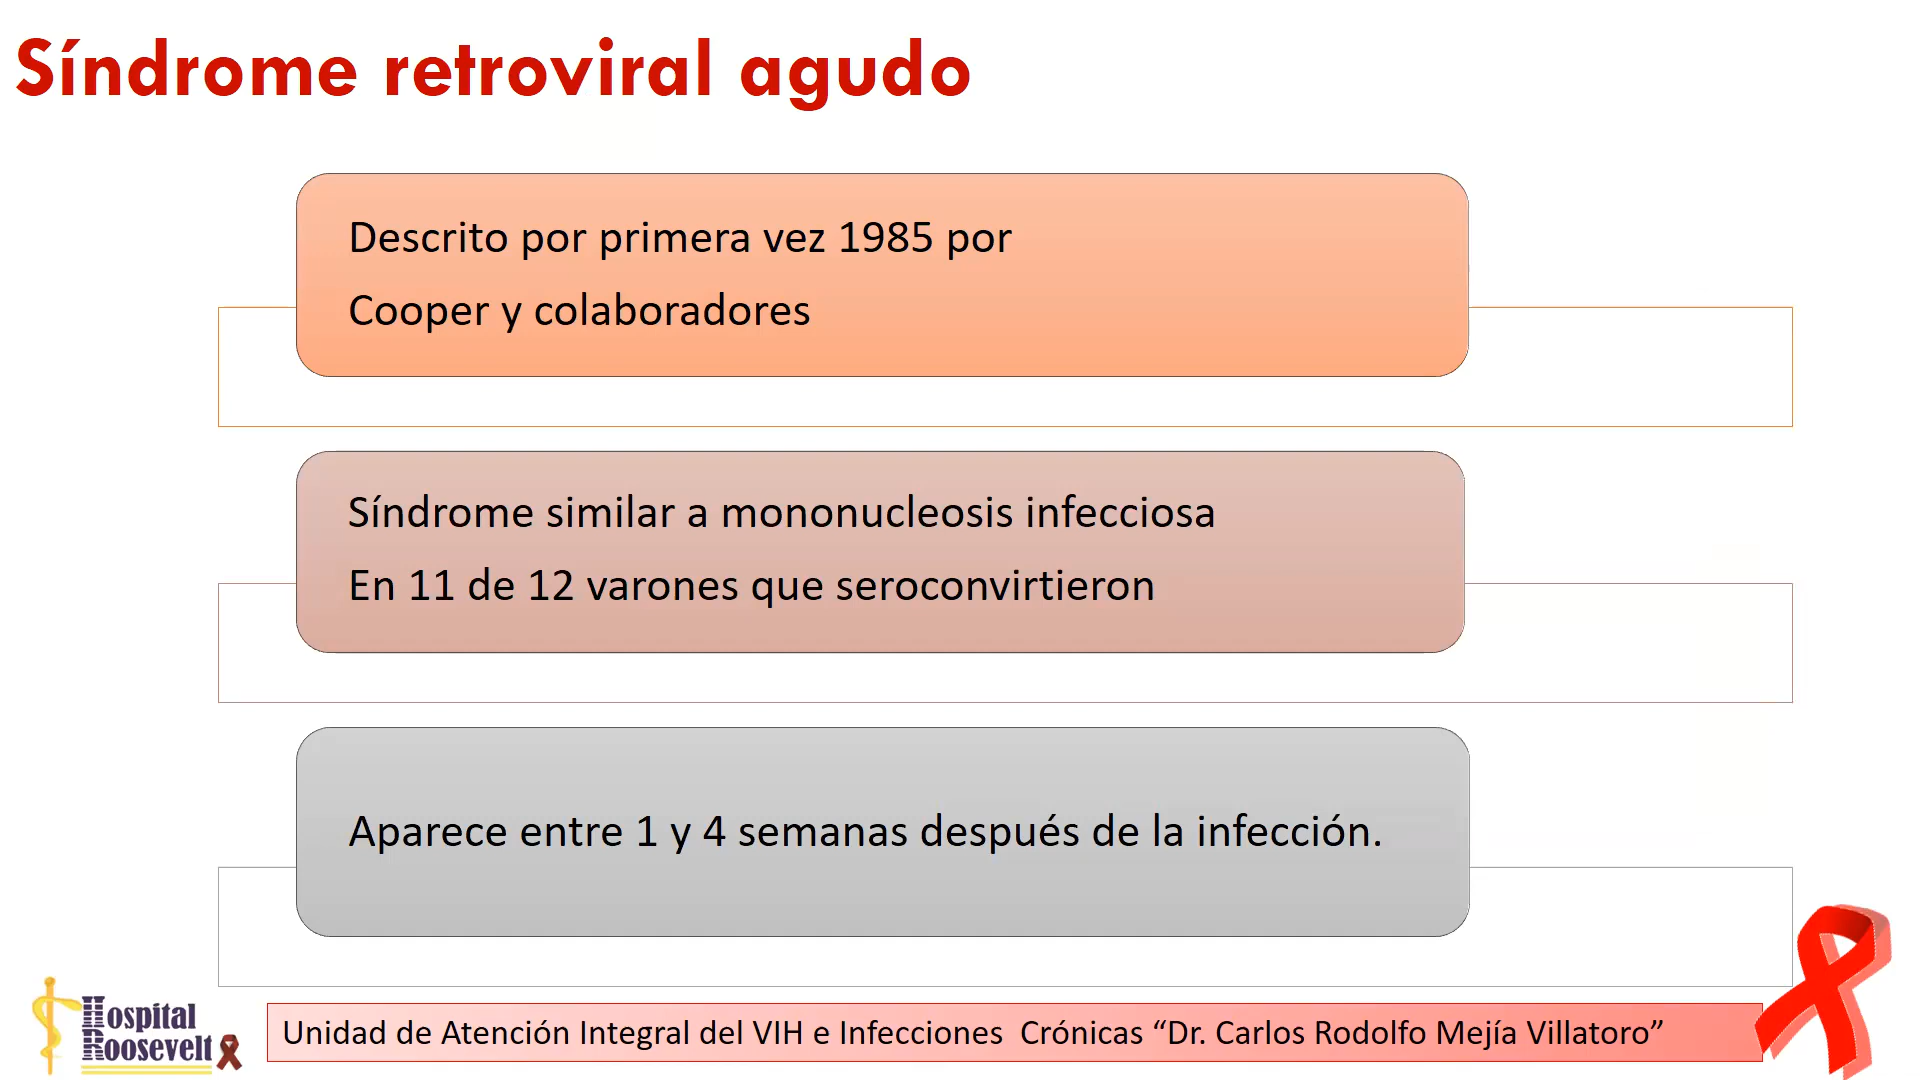 Síndrome retroviral agudo
Descrito por primera vez 1985 por
Cooper y colaboradores
Síndrome similar a mononucleosis infecciosa
En 11 de 12 varones que seroconvirtieron
Aparece entre 1 y 4 semanas después de la infección.
Hospital
Roosevelt
Unidad de Atención Integral del VIH e Infecciones Crónicas “Dr. Carlos Rodolfo Mejía Villatoro”